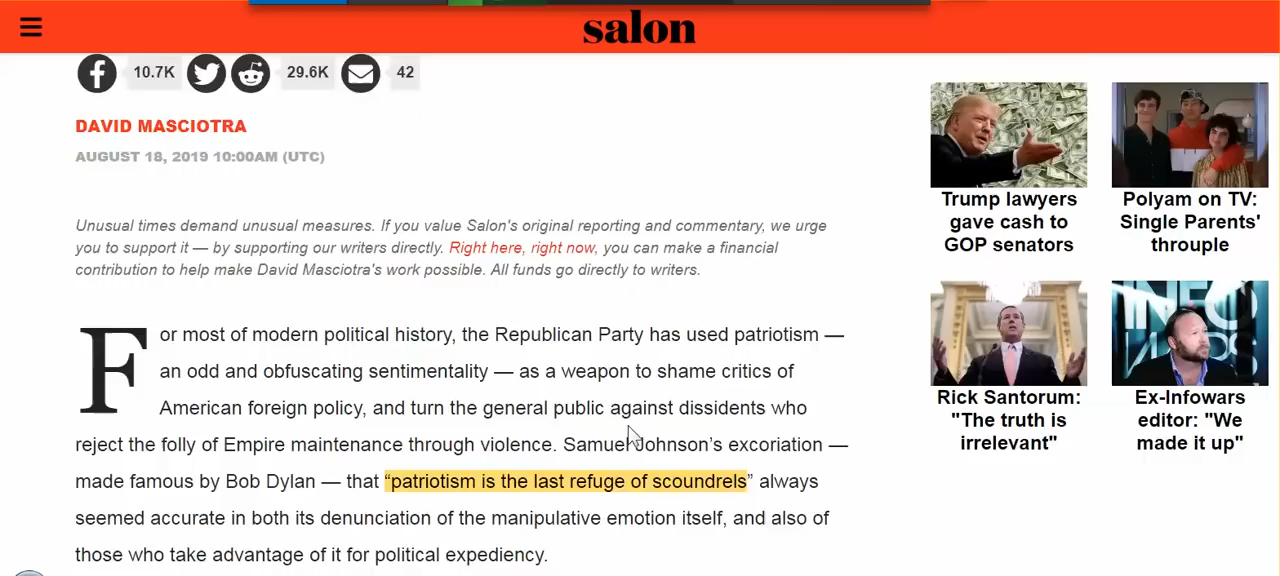 salon
10.7K 29.6K 42
DAVID MASCIOTRA
AUGUST 18, 2019 10:00AM (UTC)
Unusual times demand unusual measures. If you value Salon's original reporting and commentary, we urge
you to support it — by supporting our writers directly. Right here, right now, you can make a financial
contribution to help make David Masciotra's work possible. All funds go directly to writers.
For most of modern political history, the Republican Party has used patriotism —
an odd and obfuscating sentimentality — as a weapon to shame critics of
American foreign policy, and turn the general public against dissidents who
reject the folly of Empire maintenance through violence. Samuel Johnson’s excoriation —
made famous by Bob Dylan — that “patriotism is the last refuge of scoundrels” always
seemed accurate in both its denunciation of the manipulative emotion itself, and also of
those who take advantage of it for political expediency.
Trump lawyers
gave cash to
GOP senators
Polyam on TV:
Single Parents'
throuple
Rick Santorum:
"The truth is
irrelevant"
INFO
Ex-Infowars
editor: "We
made it up"